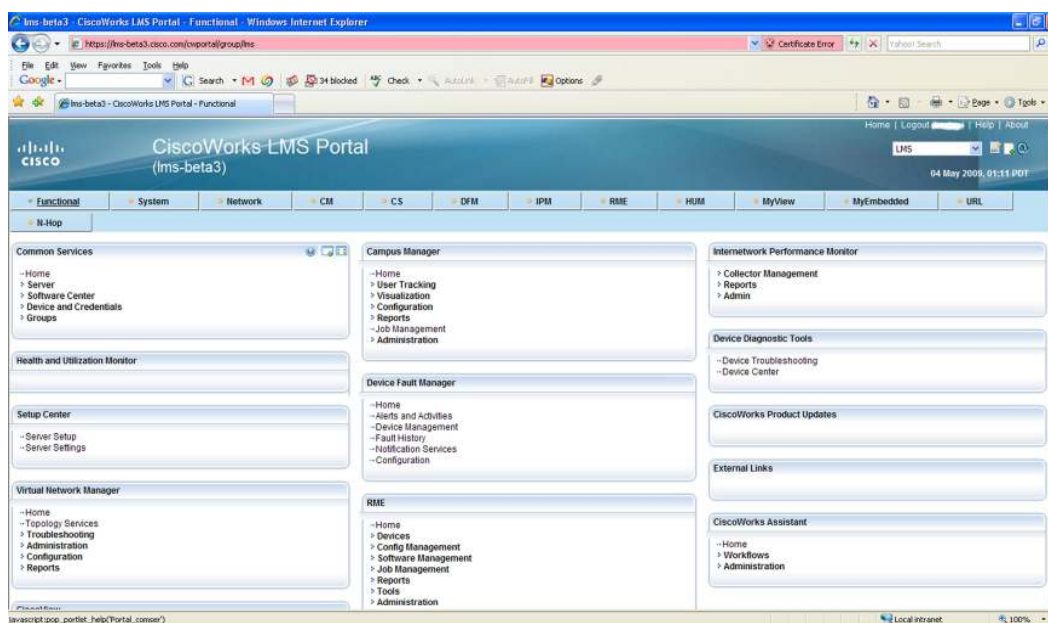 lms-beta3 - CiscoWorks LMS Portal - Functional - Windows Internet Explorer
https://lms-beta3.cisco.com/cwportal/group/lms
Certificate Error
Yahoo! Search
File Edit View Favorites Tools Help
Google
Search
34 blocked
Check
AutoLink
AutoFill
Options
lms-beta3 - CiscoWorks LMS Portal - Functional
Page
Tools
Home | Logout | Help | About
CISCO
CiscoWorks LMS Portal
(lms-beta3)
LMS
04 May 2009, 01:11 PDT
Functional
System
Network
CM
CS
DFM
IPM
RME
HUM
MyView
MyEmbedded
URL
N-Hop
Common Services
Home
Server
Software Center
Device and Credentials
Groups
Health and Utilization Monitor
Setup Center
Server Setup
Server Settings
Virtual Network Manager
Home
Topology Services
Troubleshooting
Administration
Configuration
Reports
Campus Manager
Home
User Tracking
Visualization
Configuration
Reports
Job Management
Administration
Device Fault Manager
Home
Alerts and Activities
Device Management
Fault History
Notification Services
Configuration
RME
Home
Devices
Config Management
Software Management
Job Management
Reports
Tools
Administration
Internetwork Performance Monitor
Collector Management
Reports
Admin
Device Diagnostic Tools
Device Troubleshooting
Device Center
CiscoWorks Product Updates
External Links
CiscoWorks Assistant
Home
Workflows
Administration
javascript:pop_portlet_help('Portal_comser')
Local intranet
100%